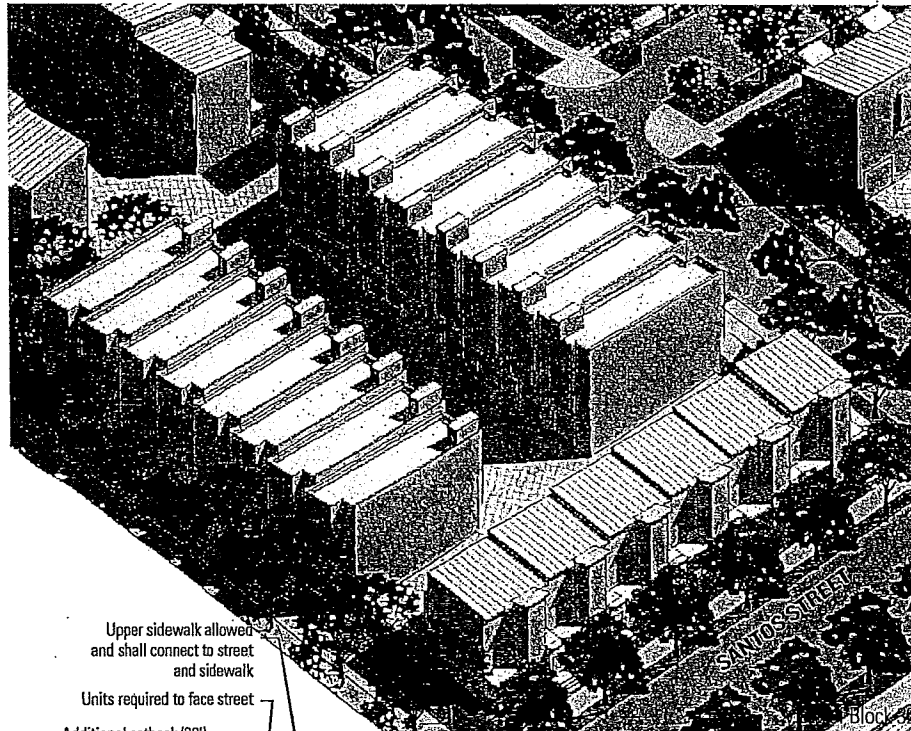 SANTOS STREET
Upper sidewalk allowed
and shall connect to street
and sidewalk
Units required to face street
Block